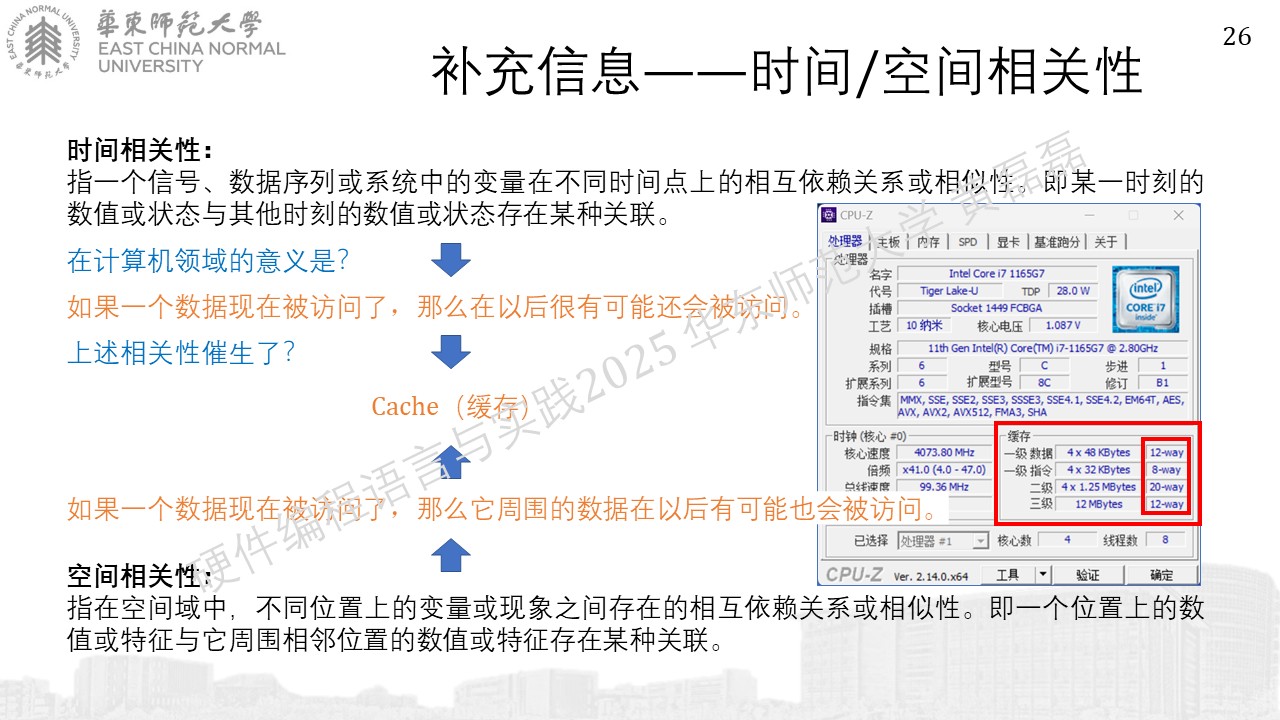 EAST CHINA NORMAL UNIVERSITY
華東師范大學
華東師范大學
EAST CHINA NORMAL
UNIVERSITY
26
补充信息——时间/空间相关性
时间相关性：
指一个信号、数据序列或系统中的变量在不同时间点上的相互依赖关系或相似性。即某一时刻的
数值或状态与其他时刻的数值或状态存在某种关联。
在计算机领域的意义是？
如果一个数据现在被访问了，那么在以后很有可能还会被访问。
上述相关性催生了？
Cache（缓存）
如果一个数据现在被访问了，那么它周围的数据在以后有可能也会被访问。
空间相关性：
指在空间域中，不同位置上的变量或现象之间存在的相互依赖关系或相似性。即一个位置上的数
值或特征与它周围相邻位置的数值或特征存在某种关联。
硬件编程语言与实践2025 华东师范大学 黄磊磊
CPU-Z
处理器 主板 内存 SPD 显卡 基准跑分 关于
处理器
名字 Intel Core i7 1165G7
代号 Tiger Lake-U TDP 28.0 W
插槽 Socket 1449 FCBGA
工艺 10 纳米 核心电压 1.087 V
intel
CORE i7
inside
规格 11th Gen Intel(R) Core(TM) i7-1165G7 @ 2.80GHz
系列 6 型号 C 步进 1
扩展系列 6 扩展型号 8C 修订 B1
指令集 MMX, SSE, SSE2, SSE3, SSSE3, SSE4.1, SSE4.2, EM64T, AES,
AVX, AVX2, AVX512, FMA3, SHA
时钟 (核心 #0)
核心速度 4073.80 MHz
倍频 x41.0 (4.0 - 47.0)
总线速度 99.36 MHz
缓存
一级 数据 4 x 48 KBytes 12-way
一级 指令 4 x 32 KBytes 8-way
二级 4 x 1.25 MBytes 20-way
三级 12 MBytes 12-way
已选择 处理器 #1 核心数 4 线程数 8
CPU-Z Ver. 2.14.0.x64 工具 验证 确定